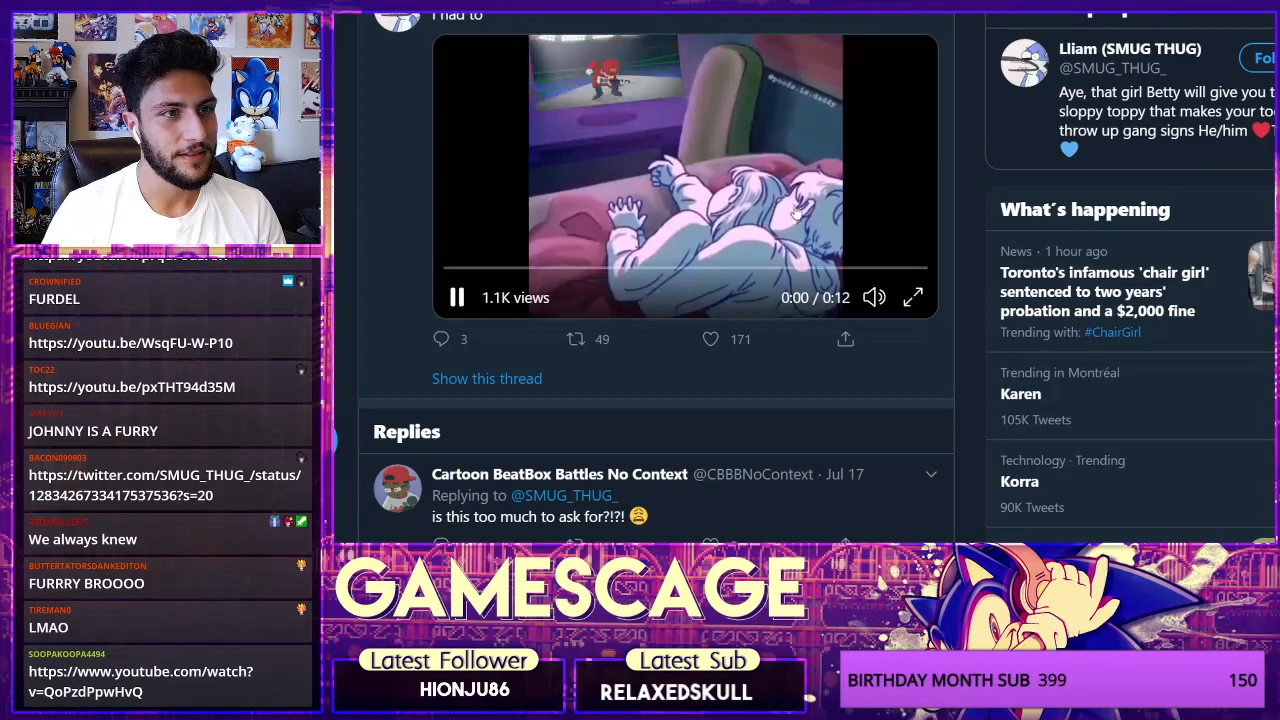 I had to
@pooda.is.daddy
1.1K views
0:00 / 0:12
3
49
171
Show this thread
Replies
Cartoon BeatBox Battles No Context @CBBBNoContext · Jul 17
Replying to @SMUG_THUG_
is this too much to ask for?!?! 😩
Lliam (SMUG THUG)
@SMUG_THUG_
Fol
Aye, that girl Betty will give you t
sloppy toppy that makes your to
throw up gang signs He/him ❤️
💙
What´s happening
News · 1 hour ago
Toronto's infamous 'chair girl'
sentenced to two years'
probation and a $2,000 fine
Trending with: #ChairGirl
Trending in Montréal
Karen
105K Tweets
Technology · Trending
Korra
90K Tweets
CROWNIFIED
FURDEL
BLUEGIAN
https://youtu.be/WsqFU-W-P10
TOC22
https://youtu.be/pxTHT94d35M
JOHNNY IS A FURRY
BACON090903
https://twitter.com/SMUG_THUG_/status/
1283426733417537536?s=20
We always knew
BUTTERTATORSDANKEDITON
FURRRY BROOOO
TIREMAN0
LMAO
SOOPAKOOPA4494
https://www.youtube.com/watch?
v=QoPzdPpwHvQ
GAMESCAGE
Latest Follower
HIONJU86
Latest Sub
RELAXEDSKULL
BIRTHDAY MONTH SUB 399
150